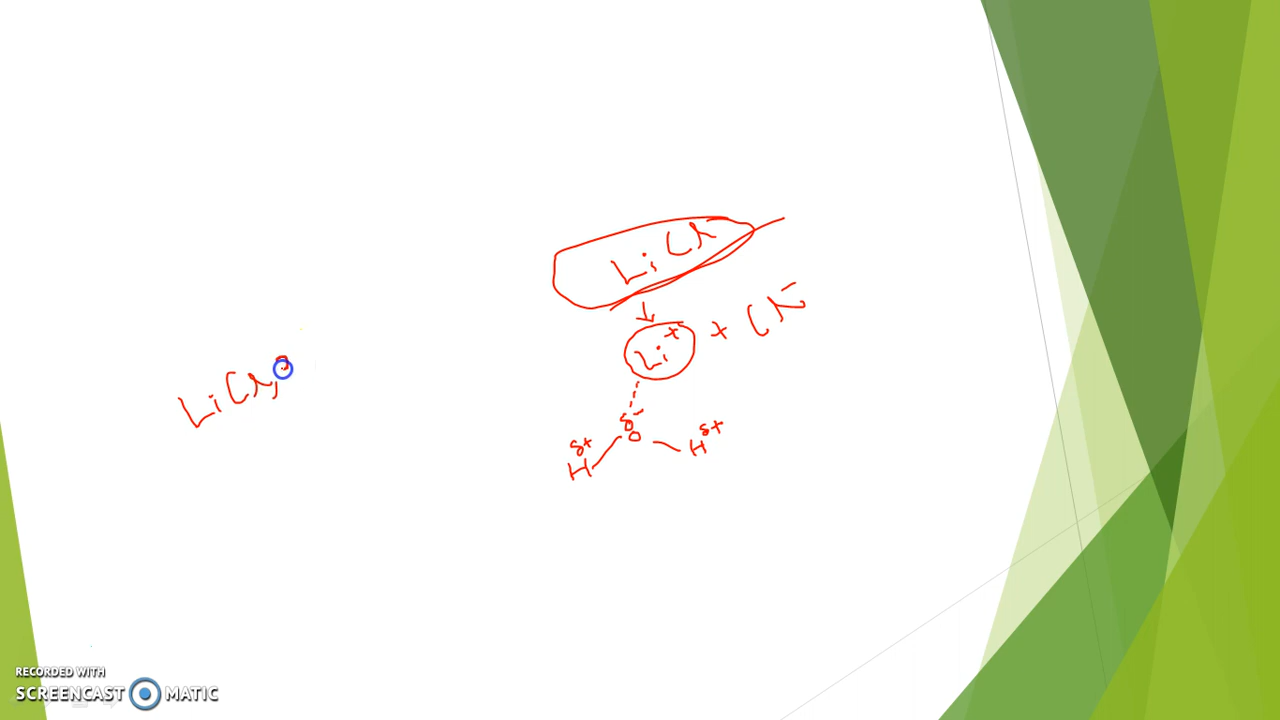 LiCl
Li⁺ + Cl⁻
LiCl,
δ-
δ+ O δ+
H H
RECORDED WITH
SCREENCAST MATIC